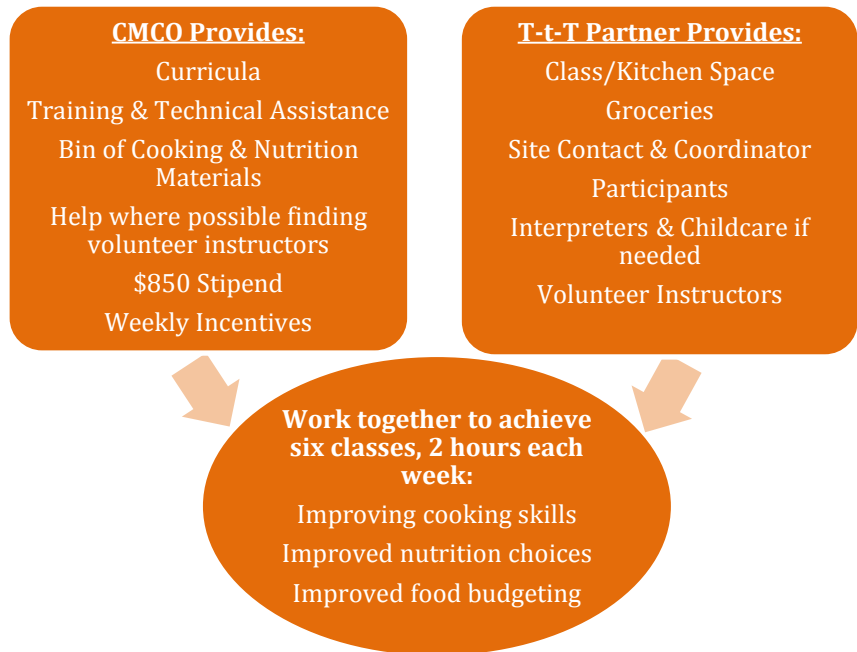 CMCO Provides:
Curricula
Training & Technical Assistance
Bin of Cooking & Nutrition
Materials
Help where possible finding
volunteer instructors
$850 Stipend
Weekly Incentives
T-t-T Partner Provides:
Class/Kitchen Space
Groceries
Site Contact & Coordinator
Participants
Interpreters & Childcare if
needed
Volunteer Instructors
Work together to achieve
six classes, 2 hours each
week:
Improving cooking skills
Improved nutrition choices
Improved food budgeting